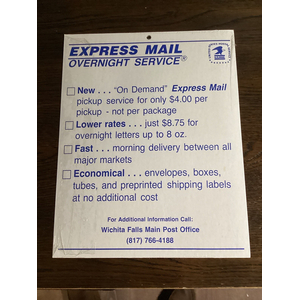 EXPRESS MAIL
OVERNIGHT SERVICE®
New . . . “On Demand” Express Mail
pickup service for only $4.00 per
pickup - not per package
Lower rates . . . just $8.75 for
overnight letters up to 8 oz.
Fast . . . morning delivery between all
major markets
Economical . . . envelopes, boxes,
tubes, and preprinted shipping labels
at no additional cost
For Additional Information Call:
Wichita Falls Main Post Office
(817) 766-4188